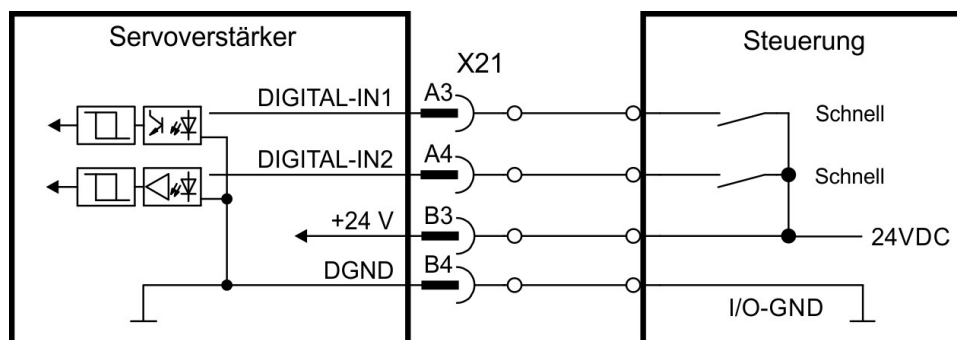 Servoverstärker
Steuerung
X21
DIGITAL-IN1
A3
Schnell
DIGITAL-IN2
A4
Schnell
+24 V
B3
24VDC
DGND
B4
I/O-GND